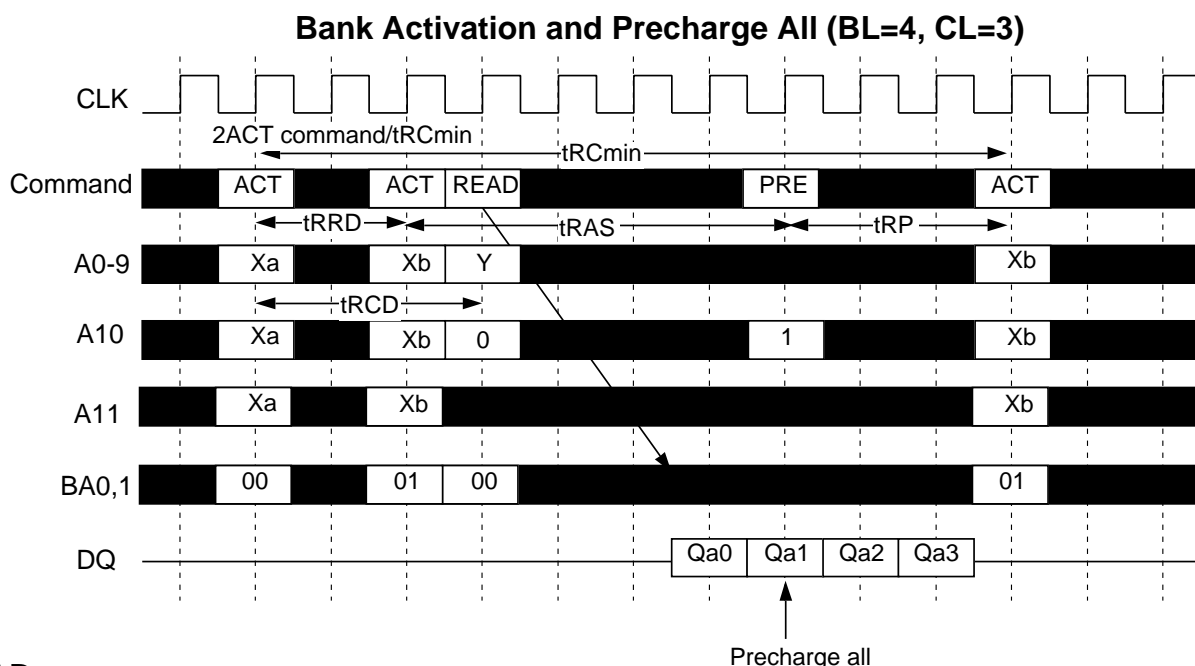 Bank Activation and Precharge All (BL=4, CL=3)
CLK
2ACT command/tRCmin
tRCmin
Command ACT ACT READ PRE ACT
tRRD tRAS tRP
A0-9 Xa Xb Y Xb
tRCD
A10 Xa Xb 0 1 Xb
A11 Xa Xb Xb
BA0,1 00 01 00 01
DQ Qa0 Qa1 Qa2 Qa3
Precharge all